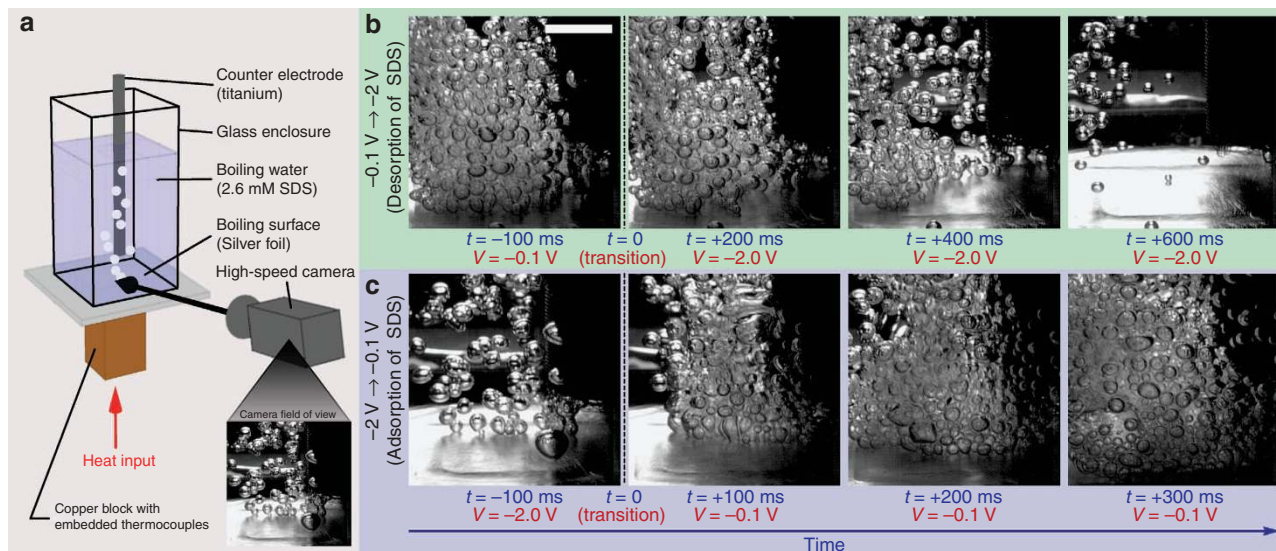 a
Counter electrode
(titanium)
Glass enclosure
Boiling water
(2.6 mM SDS)
Boiling surface
(Silver foil)
High-speed camera
Camera field of view
Heat input
Copper block with
embedded thermocouples
b
−0.1 V → −2 V
(Desorption of SDS)
t = −100 ms t = 0 t = +200 ms t = +400 ms t = +600 ms
V = −0.1 V (transition) V = −2.0 V V = −2.0 V V = −2.0 V
c
−2 V → −0.1 V
(Adsorption of SDS)
t = −100 ms t = 0 t = +100 ms t = +200 ms t = +300 ms
V = −2.0 V (transition) V = −0.1 V V = −0.1 V V = −0.1 V
Time